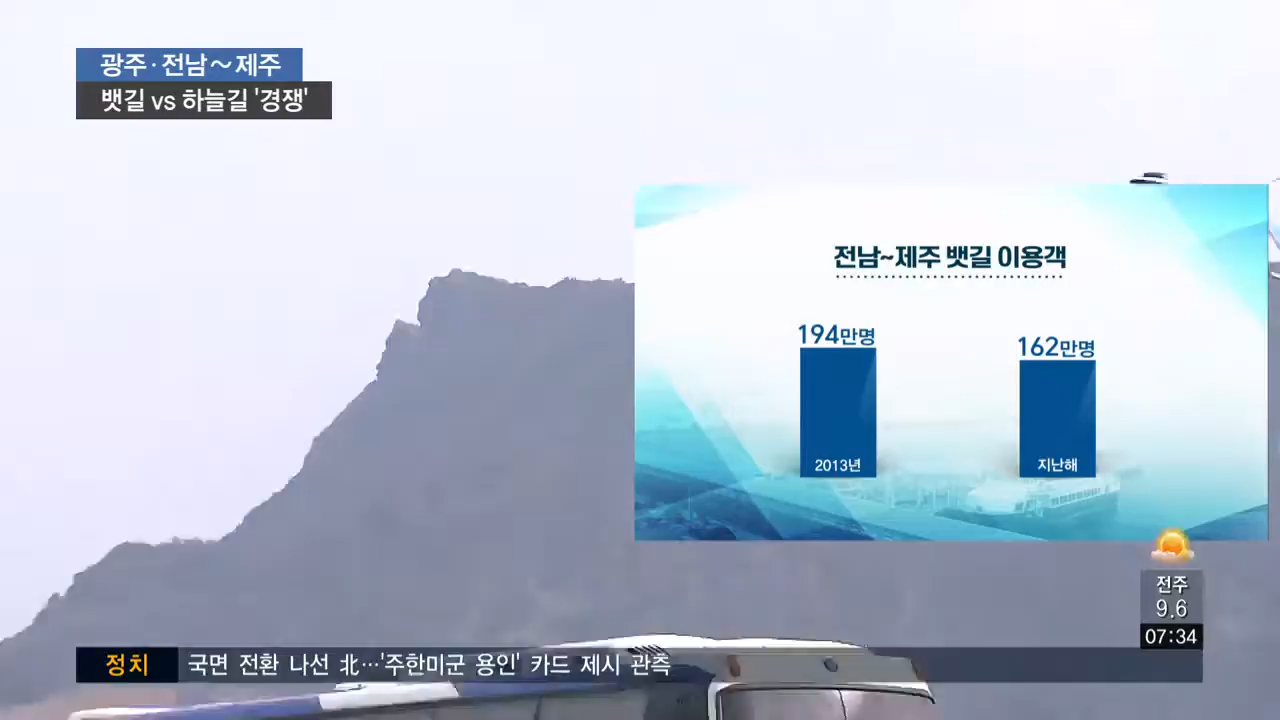 광주·전남~제주
뱃길 vs 하늘길 '경쟁'
전남~제주 뱃길 이용객
194만명
162만명
2013년
지난해
전주
9.6
07:34
정치
국면 전환 나선 北…'주한미군 용인' 카드 제시 관측